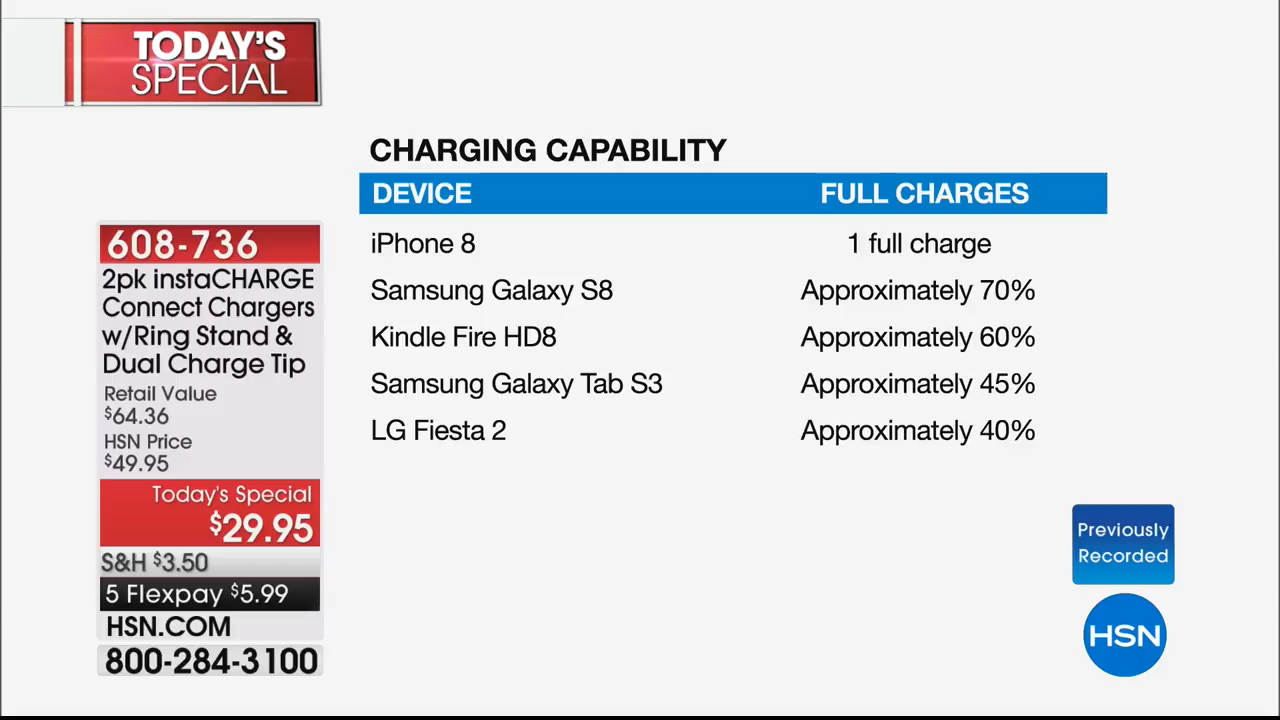 TODAY'S
SPECIAL
CHARGING CAPABILITY
DEVICE FULL CHARGES
iPhone 8 1 full charge
Samsung Galaxy S8 Approximately 70%
Kindle Fire HD8 Approximately 60%
Samsung Galaxy Tab S3 Approximately 45%
LG Fiesta 2 Approximately 40%
608-736
2pk instaCHARGE
Connect Chargers
w/Ring Stand &
Dual Charge Tip
Retail Value
$64.36
HSN Price
$49.95
Today's Special
$29.95
S&H $3.50
5 Flexpay $5.99
HSN.COM
800-284-3100
Previously
Recorded
HSN